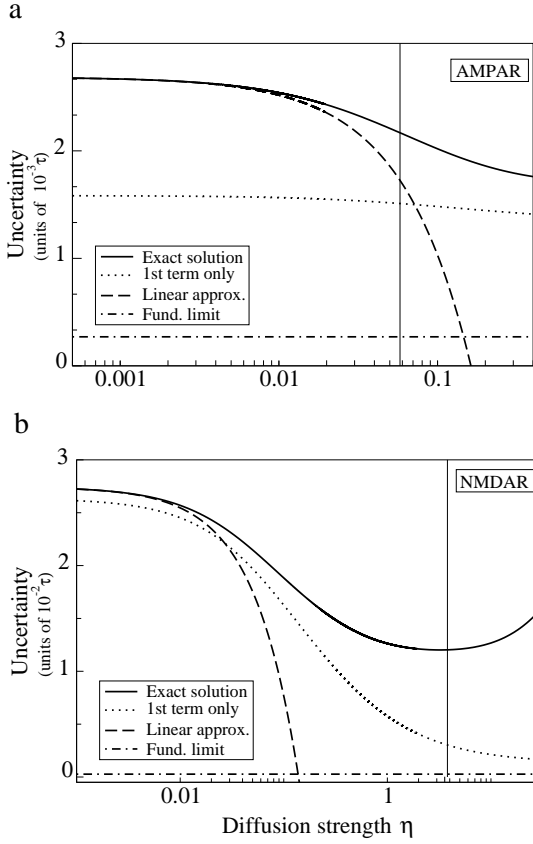 a
3
2
1
0
Uncertainty
(units of 10⁻³τ)
AMPAR
Exact solution
1st term only
Linear approx.
Fund. limit
0.001
0.01
0.1
b
3
2
1
0
Uncertainty
(units of 10⁻²τ)
NMDAR
Exact solution
1st term only
Linear approx.
Fund. limit
0.01
1
Diffusion strength η